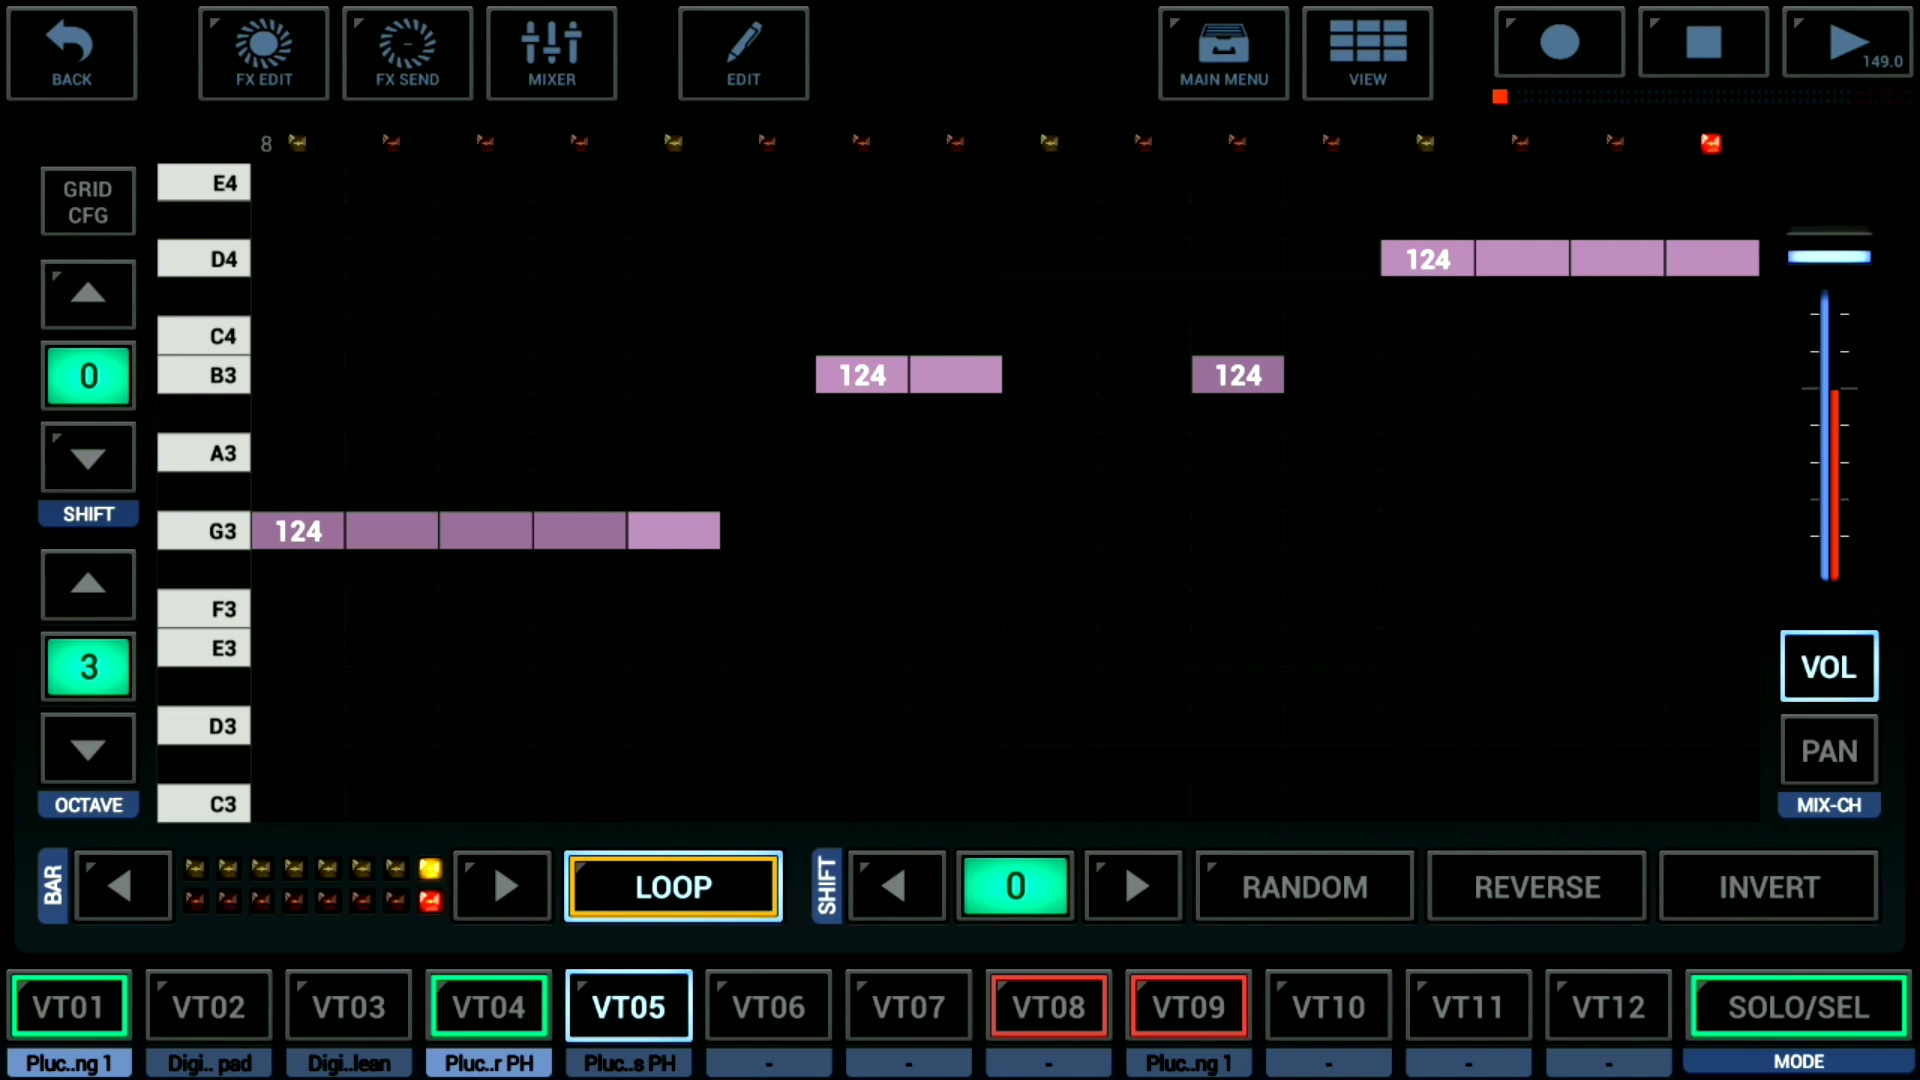 BACK
FX EDIT
FX SEND
MIXER
EDIT
MAIN MENU
VIEW
149.0
8
GRID
CFG
E4
D4
124
C4
0
B3
124
124
A3
SHIFT
G3
124
F3
E3
3
VOL
D3
PAN
OCTAVE
C3
MIX-CH
BAR
LOOP
SHIFT
0
RANDOM
REVERSE
INVERT
VT01
VT02
VT03
VT04
VT05
VT06
VT07
VT08
VT09
VT10
VT11
VT12
SOLO/SEL
Pluc..ng 1
Digi.. pad
Digi..lean
Pluc..r PH
Pluc..s PH
-
-
-
Pluc..ng 1
-
-
-
MODE